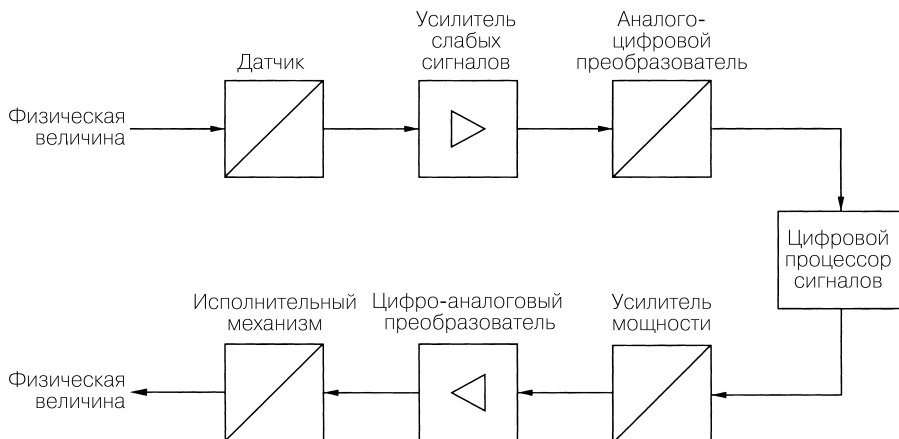 Датчик
Усилитель
слабых
сигналов
Аналого-
цифровой
преобразователь
Физическая
величина
Цифровой
процессор
сигналов
Исполнительный
механизм
Цифро-аналоговый
преобразователь
Усилитель
мощности
Физическая
величина